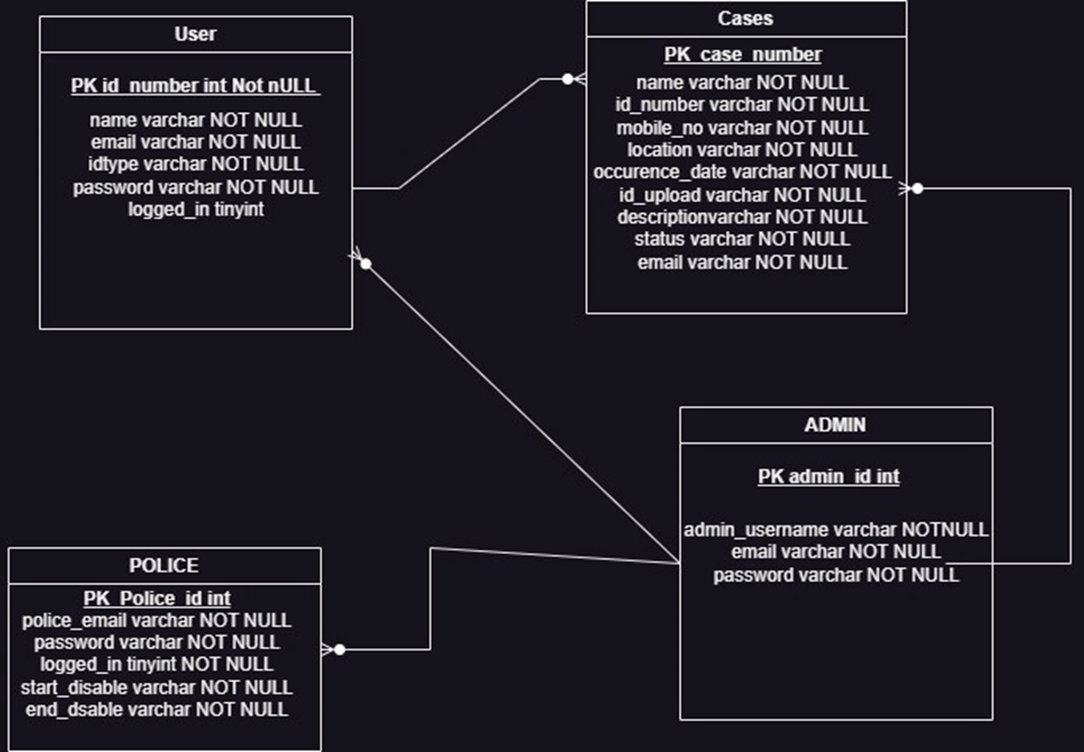 User
PK id_number int Not nULL
name varchar NOT NULL
email varchar NOT NULL
idtype varchar NOT NULL
password varchar NOT NULL
logged_in tinyint
Cases
PK case_number
name varchar NOT NULL
id_number varchar NOT NULL
mobile_no varchar NOT NULL
location varchar NOT NULL
occurence_date varchar NOT NULL
id_upload varchar NOT NULL
descriptionvarchar NOT NULL
status varchar NOT NULL
email varchar NOT NULL
ADMIN
PK admin_id int
admin_username varchar NOTNULL
email varchar NOT NULL
password varchar NOT NULL
POLICE
PK Police_id int
police_email varchar NOT NULL
password varchar NOT NULL
logged_in tinyint NOT NULL
start_disable varchar NOT NULL
end_dsable varchar NOT NULL